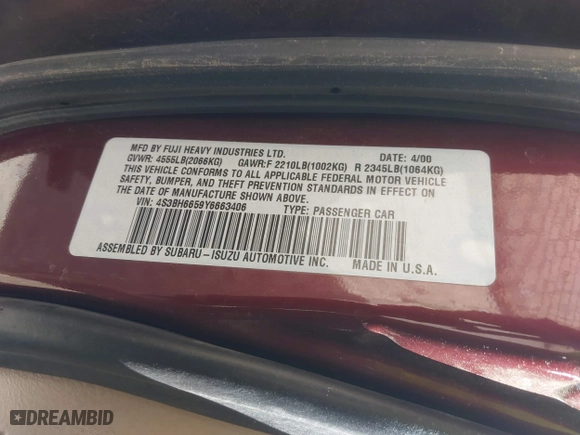 MFD BY FUJI HEAVY INDUSTRIES LTD. DATE: 4/00
GVWR: 4555LB(2066KG) GAWR:F 2210LB(1002KG) R 2345LB(1064KG)
THIS VEHICLE CONFORMS TO ALL APPLICABLE FEDERAL MOTOR VEHICLE
SAFETY, BUMPER, AND THEFT PREVENTION STANDARDS IN EFFECT ON
THE DATE OF MANUFACTURE SHOWN ABOVE.
VIN: 4S3BH6659Y6663406 TYPE: PASSENGER CAR
ASSEMBLED BY SUBARU-ISUZU AUTOMOTIVE INC. MADE IN U.S.A.
DREAMBID